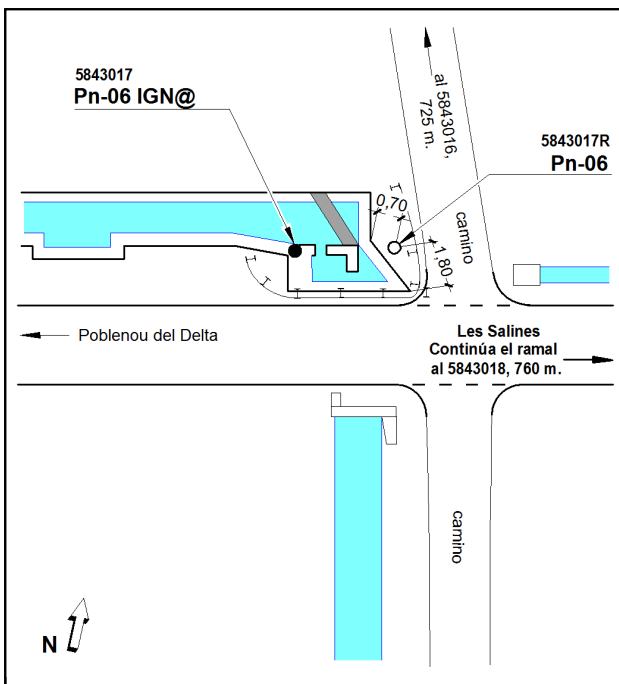 5843017
Pn-06 IGN@
al 5843016,
725 m.
5843017R
Pn-06
0,70
camino
1,80
Poblenou del Delta
Les Salines
Continúa el ramal
al 5843018, 760 m.
camino
N